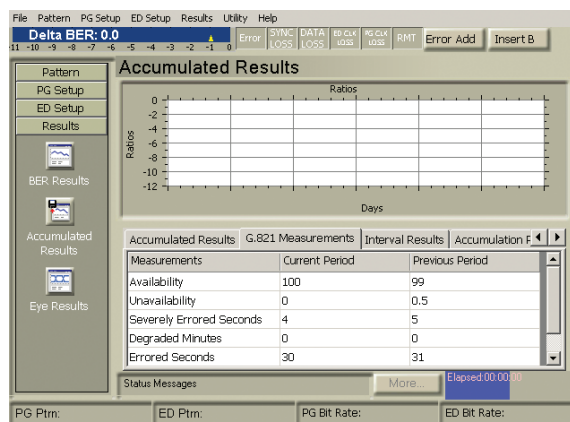 File Pattern PG Setup ED Setup Results Utility Help
Delta BER: 0.0
-11 -10 -9 -8 -7 -6 -5 -4 -3 -2 -1 0
Error
SYNC LOSS
DATA LOSS
ED CLK LOSS
PG CLK LOSS
RMT
Error Add
Insert B
Pattern
PG Setup
ED Setup
Results
BER Results
Accumulated
Results
Eye Results
Accumulated Results
Ratios
Ratios
0
-2
-4
-6
-8
-10
-12
Days
Accumulated Results G.821 Measurements Interval Results Accumulation P
Measurements Current Period Previous Period
Availability 100 99
Unavailability 0 0.5
Severely Errored Seconds 4 5
Degraded Minutes 0 0
Errored Seconds 30 31
Status Messages
More...
Elapsed:00:00:00
PG Ptrn: ED Ptrn: PG Bit Rate: ED Bit Rate: